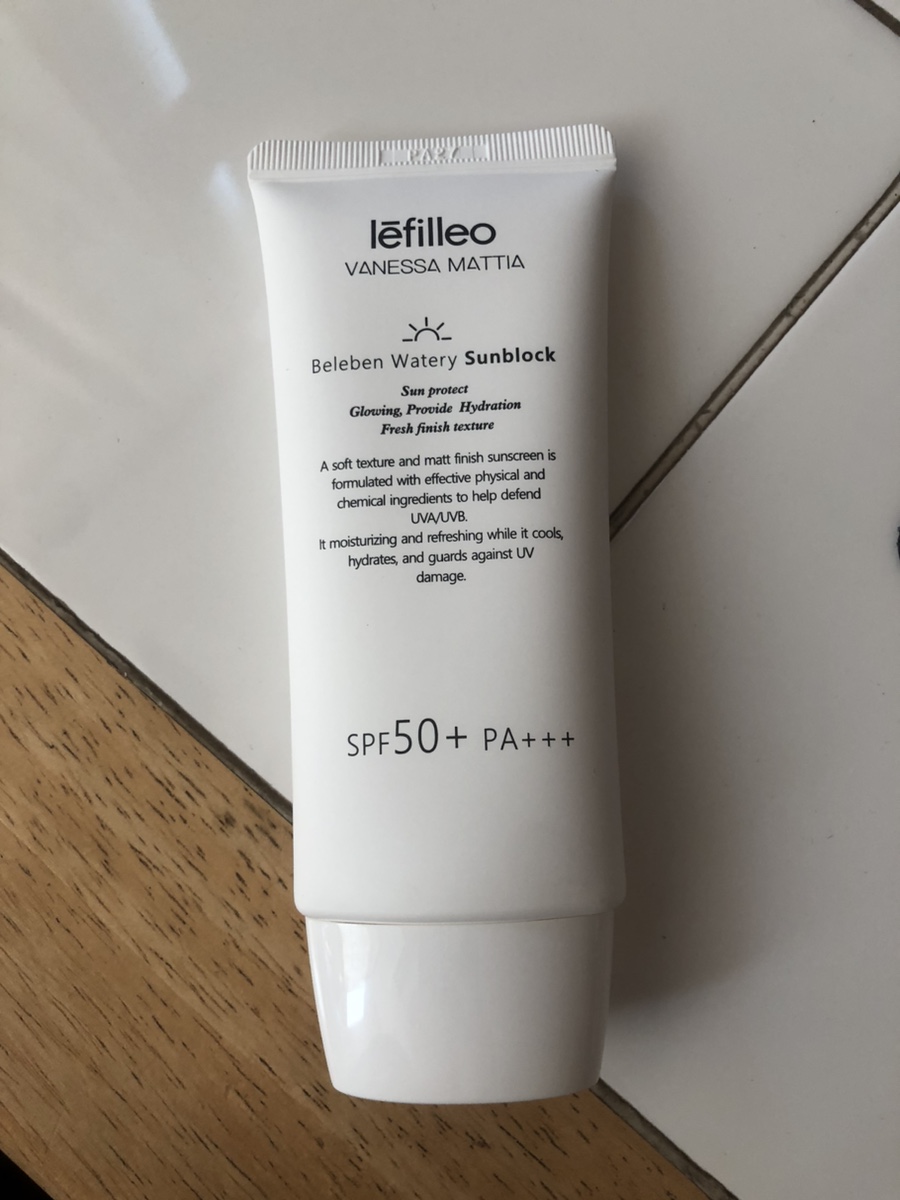 lēfilleo
VANESSA MATTIA
Beleben Watery Sunblock
Sun protect
Glowing, Provide Hydration
Fresh finish texture
A soft texture and matt finish sunscreen is
formulated with effective physical and
chemical ingredients to help defend
UVA/UVB.
It moisturizing and refreshing while it cools,
hydrates, and guards against UV
damage.
SPF50+ PA+++